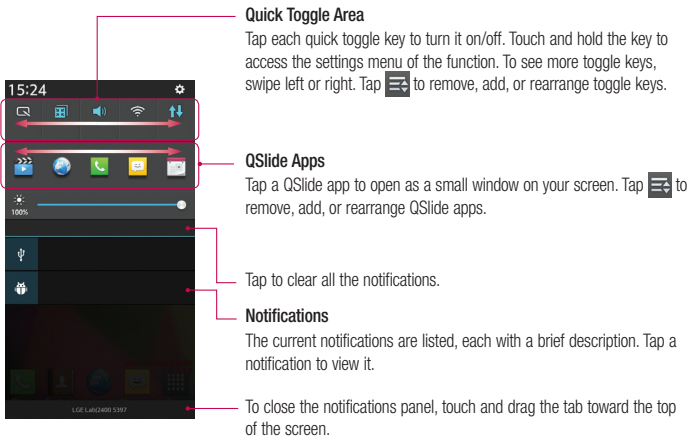 Quick Toggle Area
Tap each quick toggle key to turn it on/off. Touch and hold the key to
access the settings menu of the function. To see more toggle keys,
swipe left or right. Tap to remove, add, or rearrange toggle keys.
15:24
QSlide Apps
Tap a QSlide app to open as a small window on your screen. Tap to
remove, add, or rearrange QSlide apps.
100%
Tap to clear all the notifications.
Notifications
The current notifications are listed, each with a brief description. Tap a
notification to view it.
LGE Lab(2400 5397
To close the notifications panel, touch and drag the tab toward the top
of the screen.